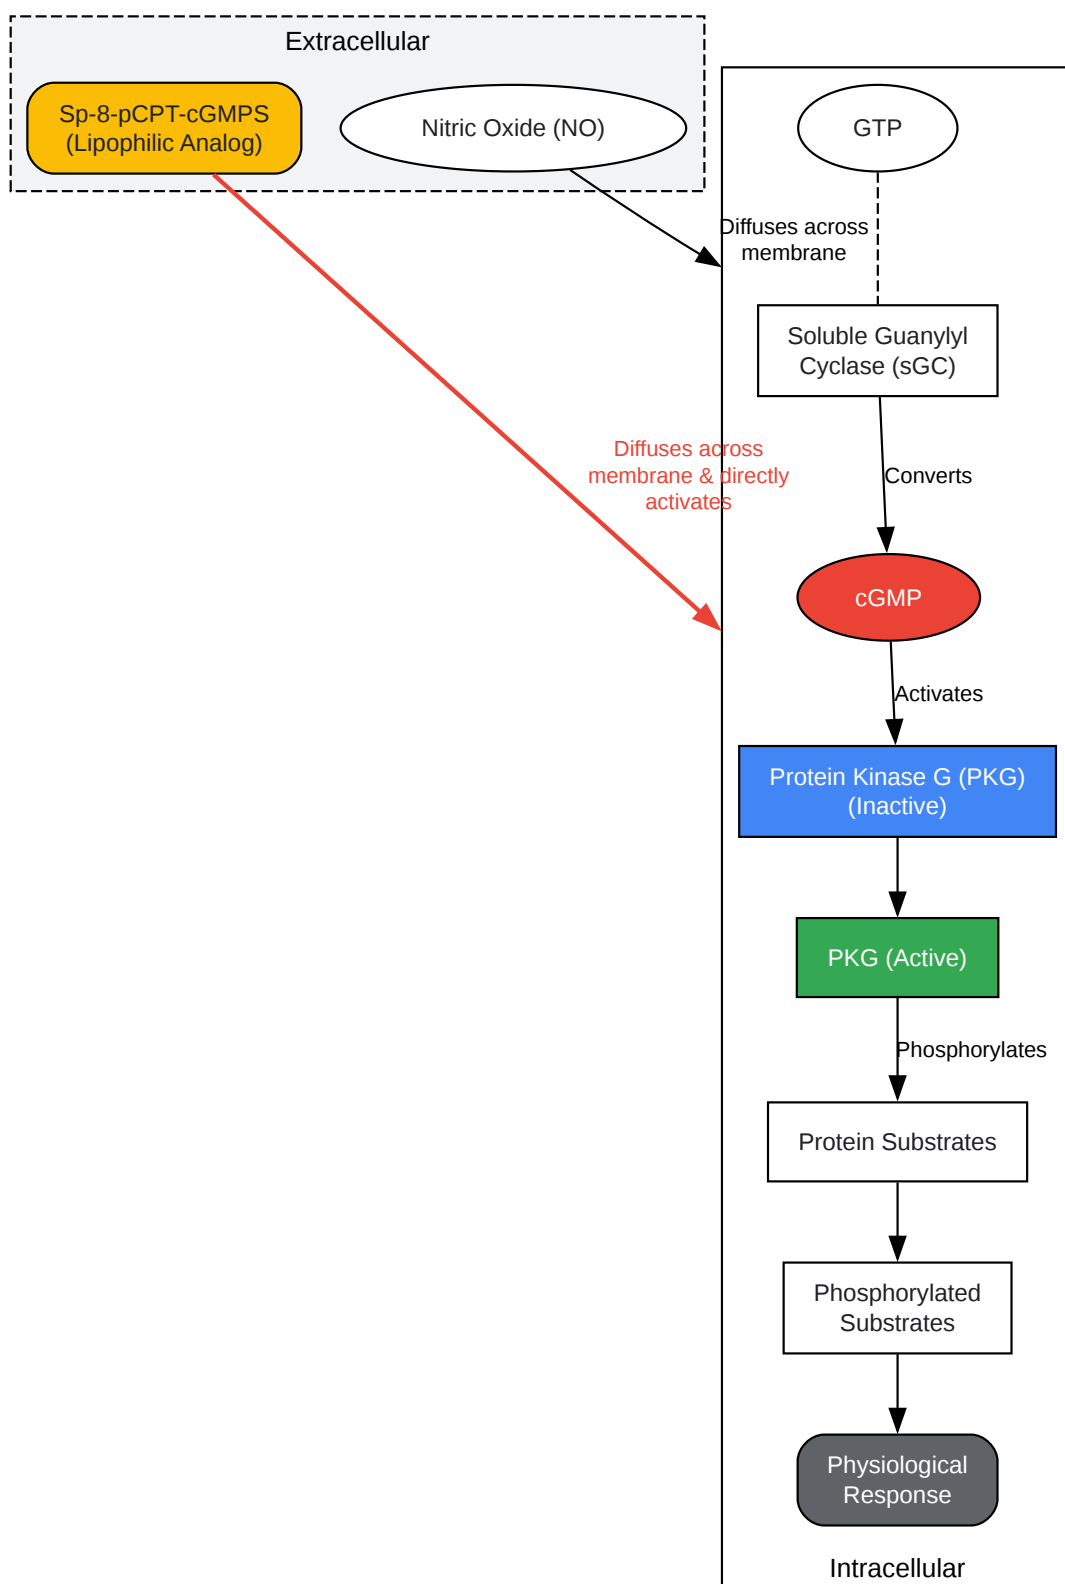 Extracellular
Sp-8-pCPT-cGMPS
(Lipophilic Analog)
Nitric Oxide (NO)
GTP
Diffuses across
membrane
Soluble Guanylyl
Cyclase (sGC)
Diffuses across
membrane & directly
activates
Converts
cGMP
Activates
Protein Kinase G (PKG)
(Inactive)
PKG (Active)
Phosphorylates
Protein Substrates
Phosphorylated
Substrates
Physiological
Response
Intracellular